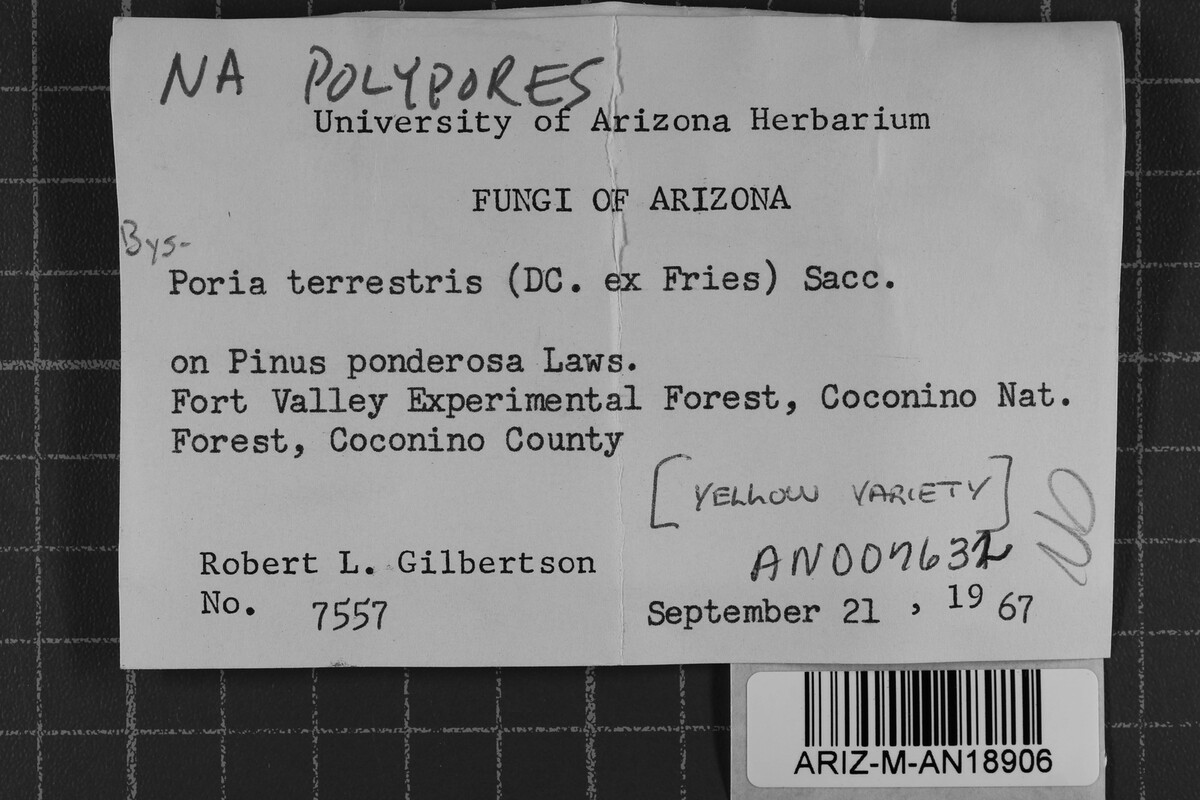 NA POLYPORES
University of Arizona Herbarium
FUNGI OF ARIZONA
Bys-
Poria terrestris (DC. ex Fries) Sacc.
on Pinus ponderosa Laws.
Fort Valley Experimental Forest, Coconino Nat.
Forest, Coconino County
[YELLOW VARIETY]
Robert L. Gilbertson
AN007632
No. 7557
September 21, 1967
ARIZ-M-AN18906